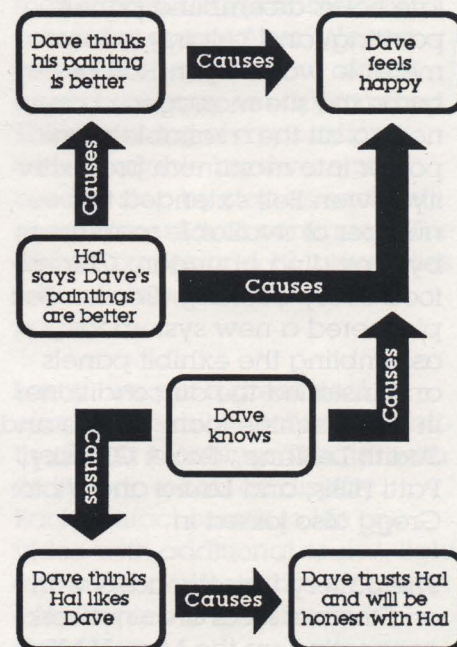 Dave thinks
his painting
is better
Causes
Dave
feels
happy
Causes
Hal
says Dave's
paintings
are better
Causes
Dave
knows
Causes
Causes
Dave thinks
Hal likes
Dave
Causes
Dave trusts Hal
and will be
honest with Hal